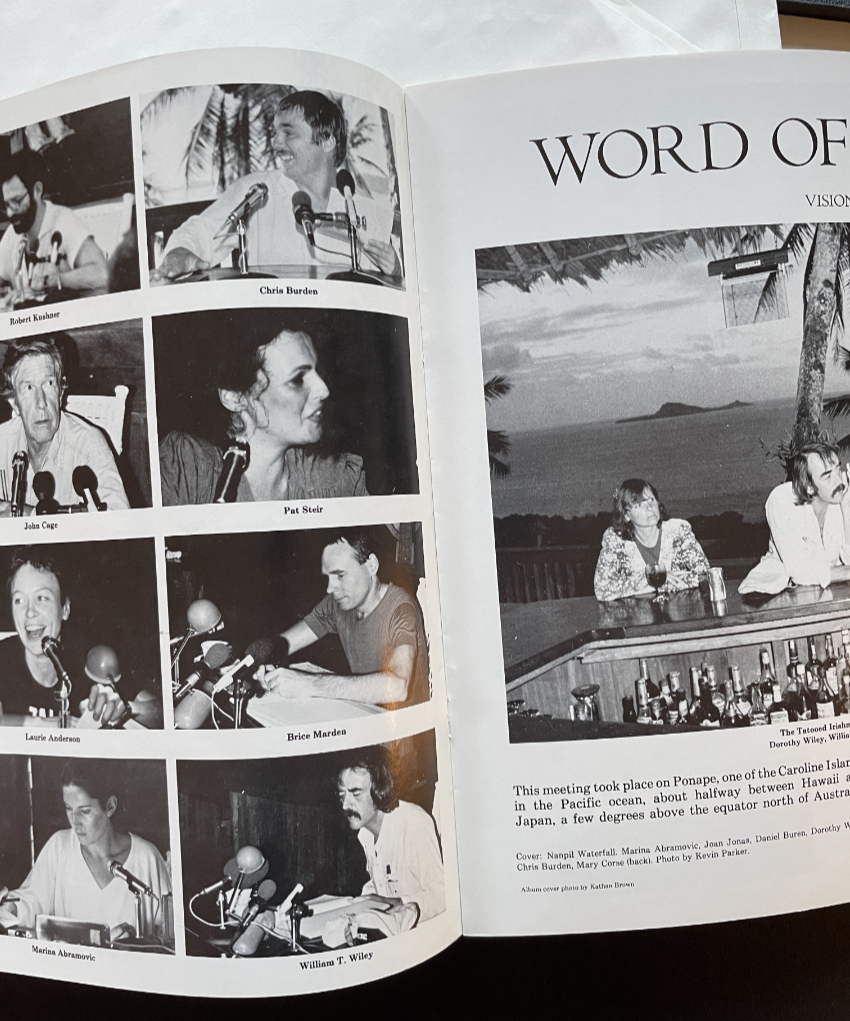 Robert Kushner
Chris Burden
John Cage
Pat Steir
Laurie Anderson
Brice Marden
Marina Abramovic
William T. Wiley
WORD OF
VISION
The Tatooed Irishm
Dorothy Wiley, Willia
This meeting took place on Ponape, one of the Caroline Islan
in the Pacific ocean, about halfway between Hawaii a
Japan, a few degrees above the equator north of Austra
Cover: Nanpil Waterfall. Marina Abramovic, Joan Jonas, Daniel Buren, Dorothy W
Chris Burden, Mary Corse (back). Photo by Kevin Parker.
Album cover photo by Kathan Brown